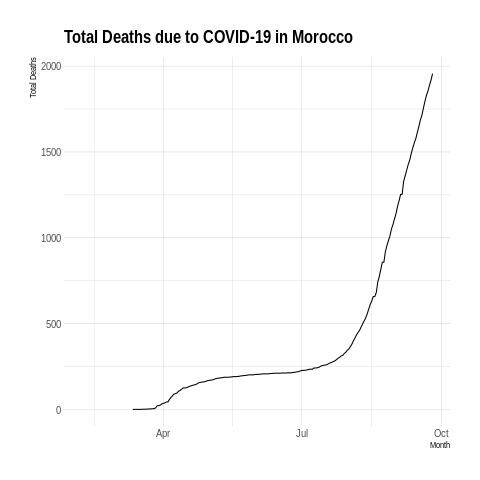 Total Deaths due to COVID-19 in Morocco
Total Deaths
2000
1500
1000
500
0
Apr
Jul
Oct
Month